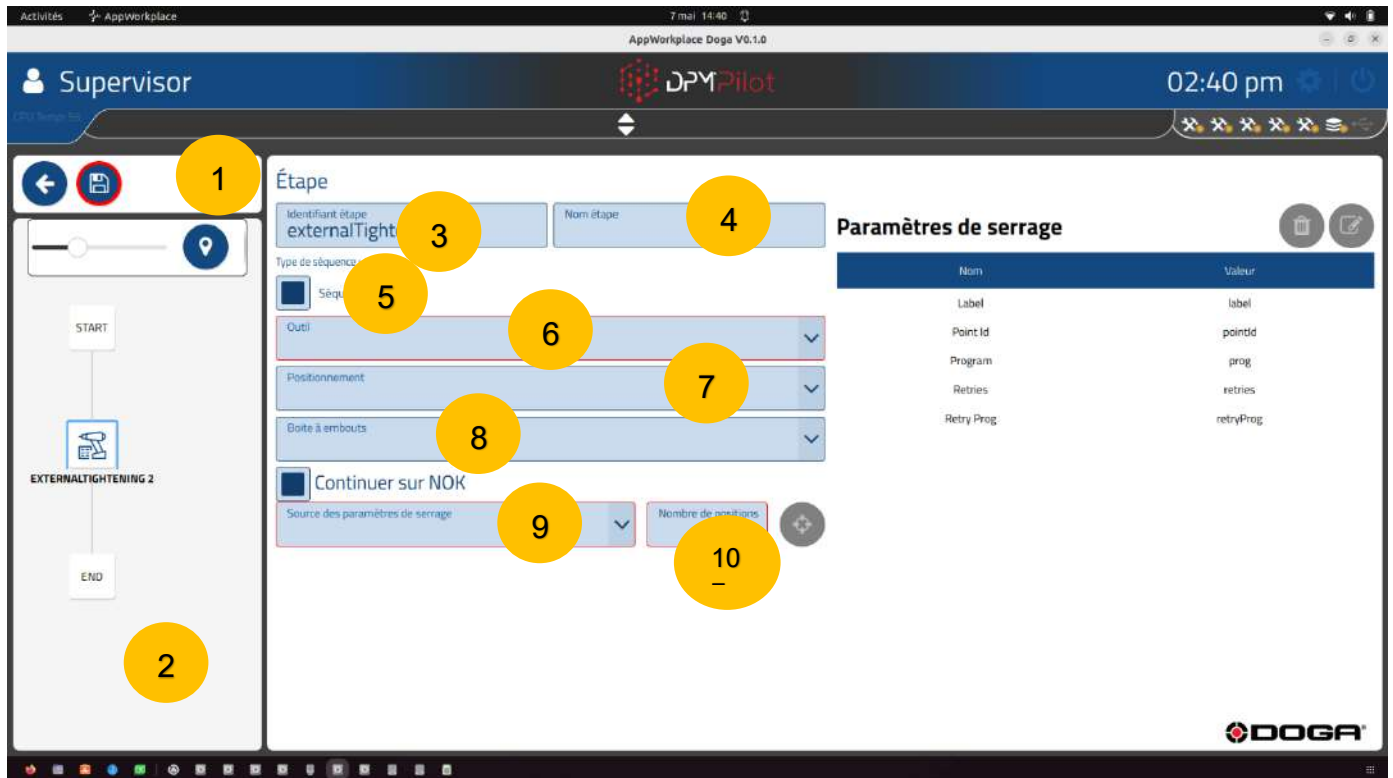 Activités AppWorkplace 7 mai 14:40
AppWorkplace Doga V0.1.0
Supervisor DPMPilot 02:40 pm
1
Étape
Identifiant étape
externalTight
3
Nom étape
4
Paramètres de serrage
Type de séquence
5
Outil
6
Positionnement
7
Boite à embouts
8
Continuer sur NOK
Source des paramètres de serrage
9
Nombre de positions
10
Nom Valeur
Label label
Point Id pointId
Program prog
Retries retries
Retry Prog retryProg
START
EXTERNALTIGHTENING 2
END
2
DOGA